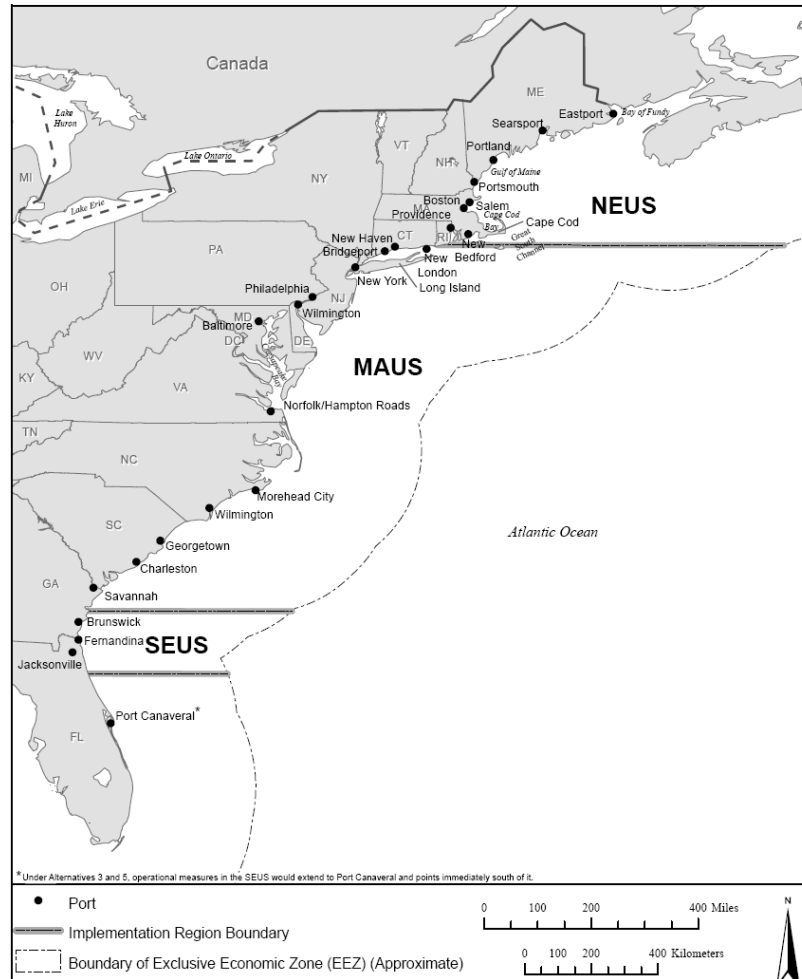 Canada
ME
Eastport
Bay of Fundy
Searsport
Lake
Huron
VT
Portland
NH
Gulf of Maine
Lake Ontario
MI
NY
Portsmouth
Boston
Salem
NEUS
MA
Providence
Cape Cod
Bay
Cape Cod
Lake Erie
New Haven
CT
RI
Great
South
Channel
PA
Bridgeport
New
Bedford
New
London
New York
Long Island
OH
Philadelphia
NJ
Wilmington
MD
Baltimore
DC
DE
WV
Chesapeake
Bay
MAUS
KY
VA
Norfolk/Hampton Roads
TN
NC
Morehead City
Wilmington
SC
Atlantic Ocean
Georgetown
Charleston
GA
Savannah
Brunswick
Fernandina
SEUS
Jacksonville
Port Canaveral*
FL
*Under Alternatives 3 and 5, operational measures in the SEUS would extend to Port Canaveral and points immediately south of it.
Port
Implementation Region Boundary
Boundary of Exclusive Economic Zone (EEZ) (Approximate)
0 100 200 400 Miles
0 100 200 400 Kilometers
N